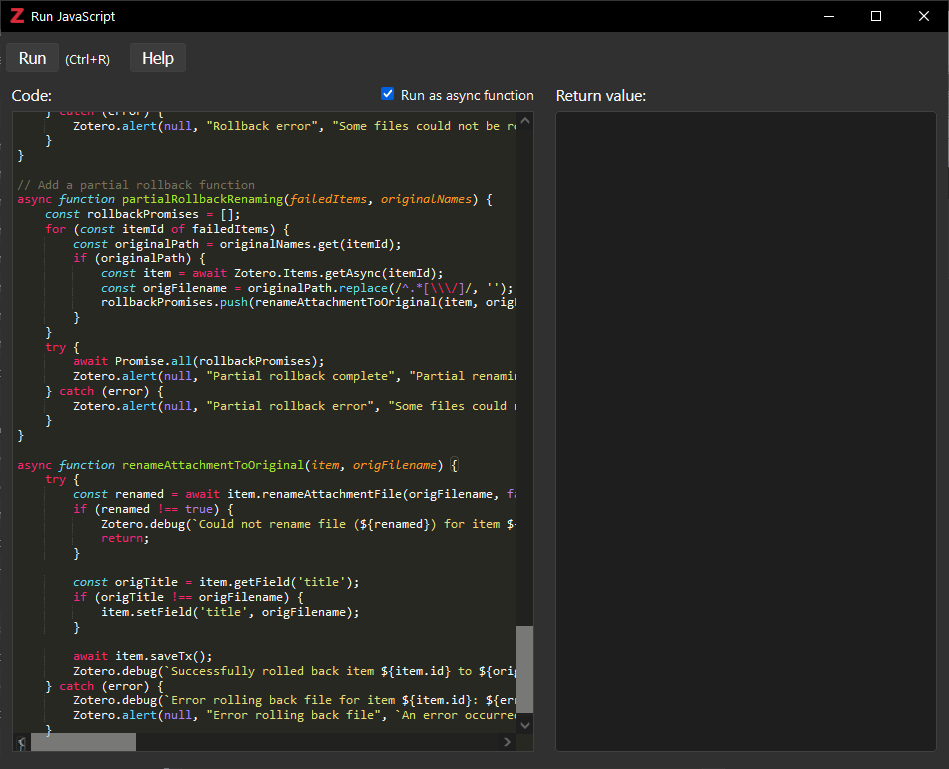 Run JavaScript
Run (Ctrl+R) Help
Code: Run as async function Return value:
} catch (error) {
Zotero.alert(null, "Rollback error", "Some files could not be re
}
}
// Add a partial rollback function
async function partialRollbackRenaming(failedItems, originalNames) {
const rollbackPromises = [];
for (const itemId of failedItems) {
const originalPath = originalNames.get(itemId);
if (originalPath) {
const item = await Zotero.Items.getAsync(itemId);
const origFilename = originalPath.replace(/^.*[\\\/]/, '');
rollbackPromises.push(renameAttachmentToOriginal(item, orig
}
}
try {
await Promise.all(rollbackPromises);
Zotero.alert(null, "Partial rollback complete", "Partial renamin
} catch (error) {
Zotero.alert(null, "Partial rollback error", "Some files could
}
}
async function renameAttachmentToOriginal(item, origFilename) {
try {
const renamed = await item.renameAttachmentFile(origFilename, fa
if (renamed !== true) {
Zotero.debug(`Could not rename file (${renamed}) for item $
return;
}
const origTitle = item.getField('title');
if (origTitle !== origFilename) {
item.setField('title', origFilename);
}
await item.saveTx();
Zotero.debug(`Successfully rolled back item ${item.id} to ${orig
} catch (error) {
Zotero.debug(`Error rolling back file for item ${item.id}: ${er
Zotero.alert(null, "Error rolling back file", `An error occurre
}